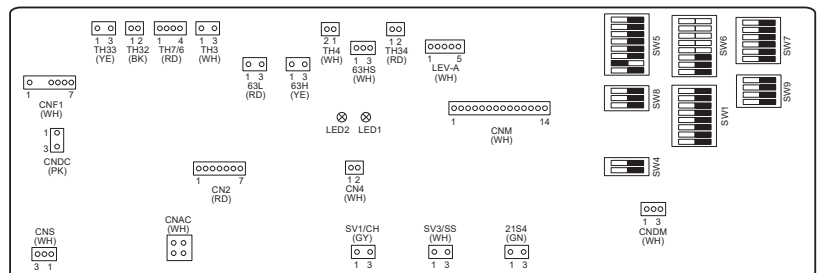 1 3
TH33
(YE)
1 2
TH32
(BK)
1 4
TH7/6
(RD)
1 3
TH3
(WH)
2 1
TH4
(WH)
1 3
63HS
(WH)
1 3
TH34
(RD)
1 5
LEV-A
(WH)
SW5
SW6
SW7
1 3
63L
(RD)
1 3
63H
(YE)
1 7
CNF1
(WH)
SW8
SW9
SW1
LED2 LED1
1 14
CNM
(WH)
1
3
CNDC
(PK)
1 7
CN2
(RD)
1 2
CN4
(WH)
SW4
CNS
(WH)
3 1
CNAC
(WH)
SV1/CH
(GY)
1 3
SV3/SS
(WH)
1 3
21S4
(GN)
1 3
1 3
CNDM
(WH)